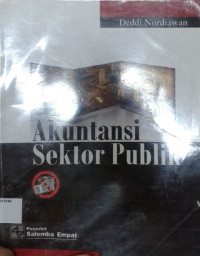 Deddi Nordiawan
Akuntansi
Sektor Publik
Penerbit
Salemba Empat